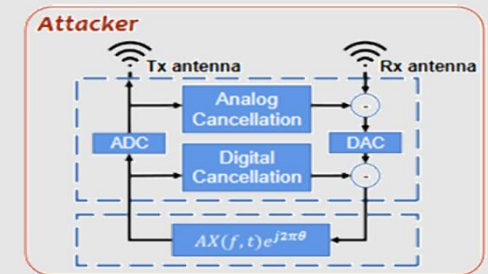 Attacker
Tx antenna
Rx antenna
Analog
Cancellation
-
ADC
DAC
Digital
Cancellation
-
AX(f,t)e^{j2πθ}